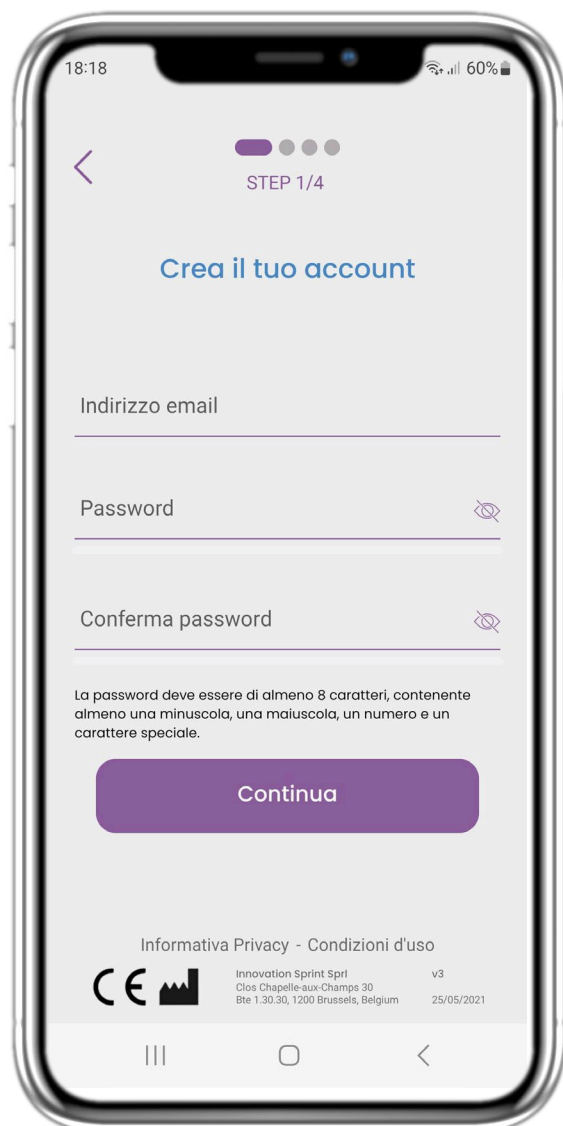 18:18
60%
STEP 1/4
Crea il tuo account
Indirizzo email
Password
Conferma password
La password deve essere di almeno 8 caratteri, contenente
almeno una minuscola, una maiuscola, un numero e un
carattere speciale.
Continua
Informativa Privacy - Condizioni d'uso
CE
Innovation Sprint Sprl
Clos Chapelle-aux-Champs 30
Bte 1.30.30, 1200 Brussels, Belgium
v3
25/05/2021